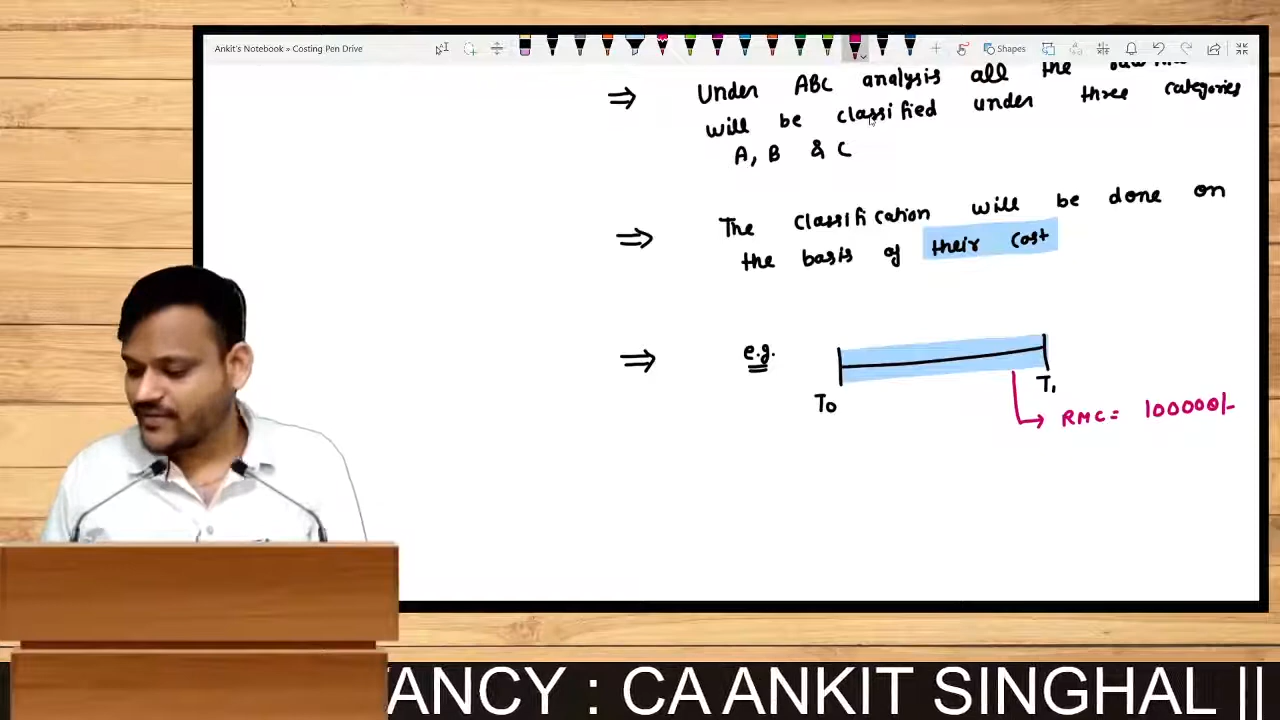 Ankit's Notebook » Costing Pen Drive
Shapes
⇒ Under ABC analysis all the
will be classified under three categories
A, B & C
⇒ The classification will be done on
the basis of their cost
⇒ e.g.
T0
T1
RMC = 100000/-
ANCY : CA ANKIT SINGHAL ||